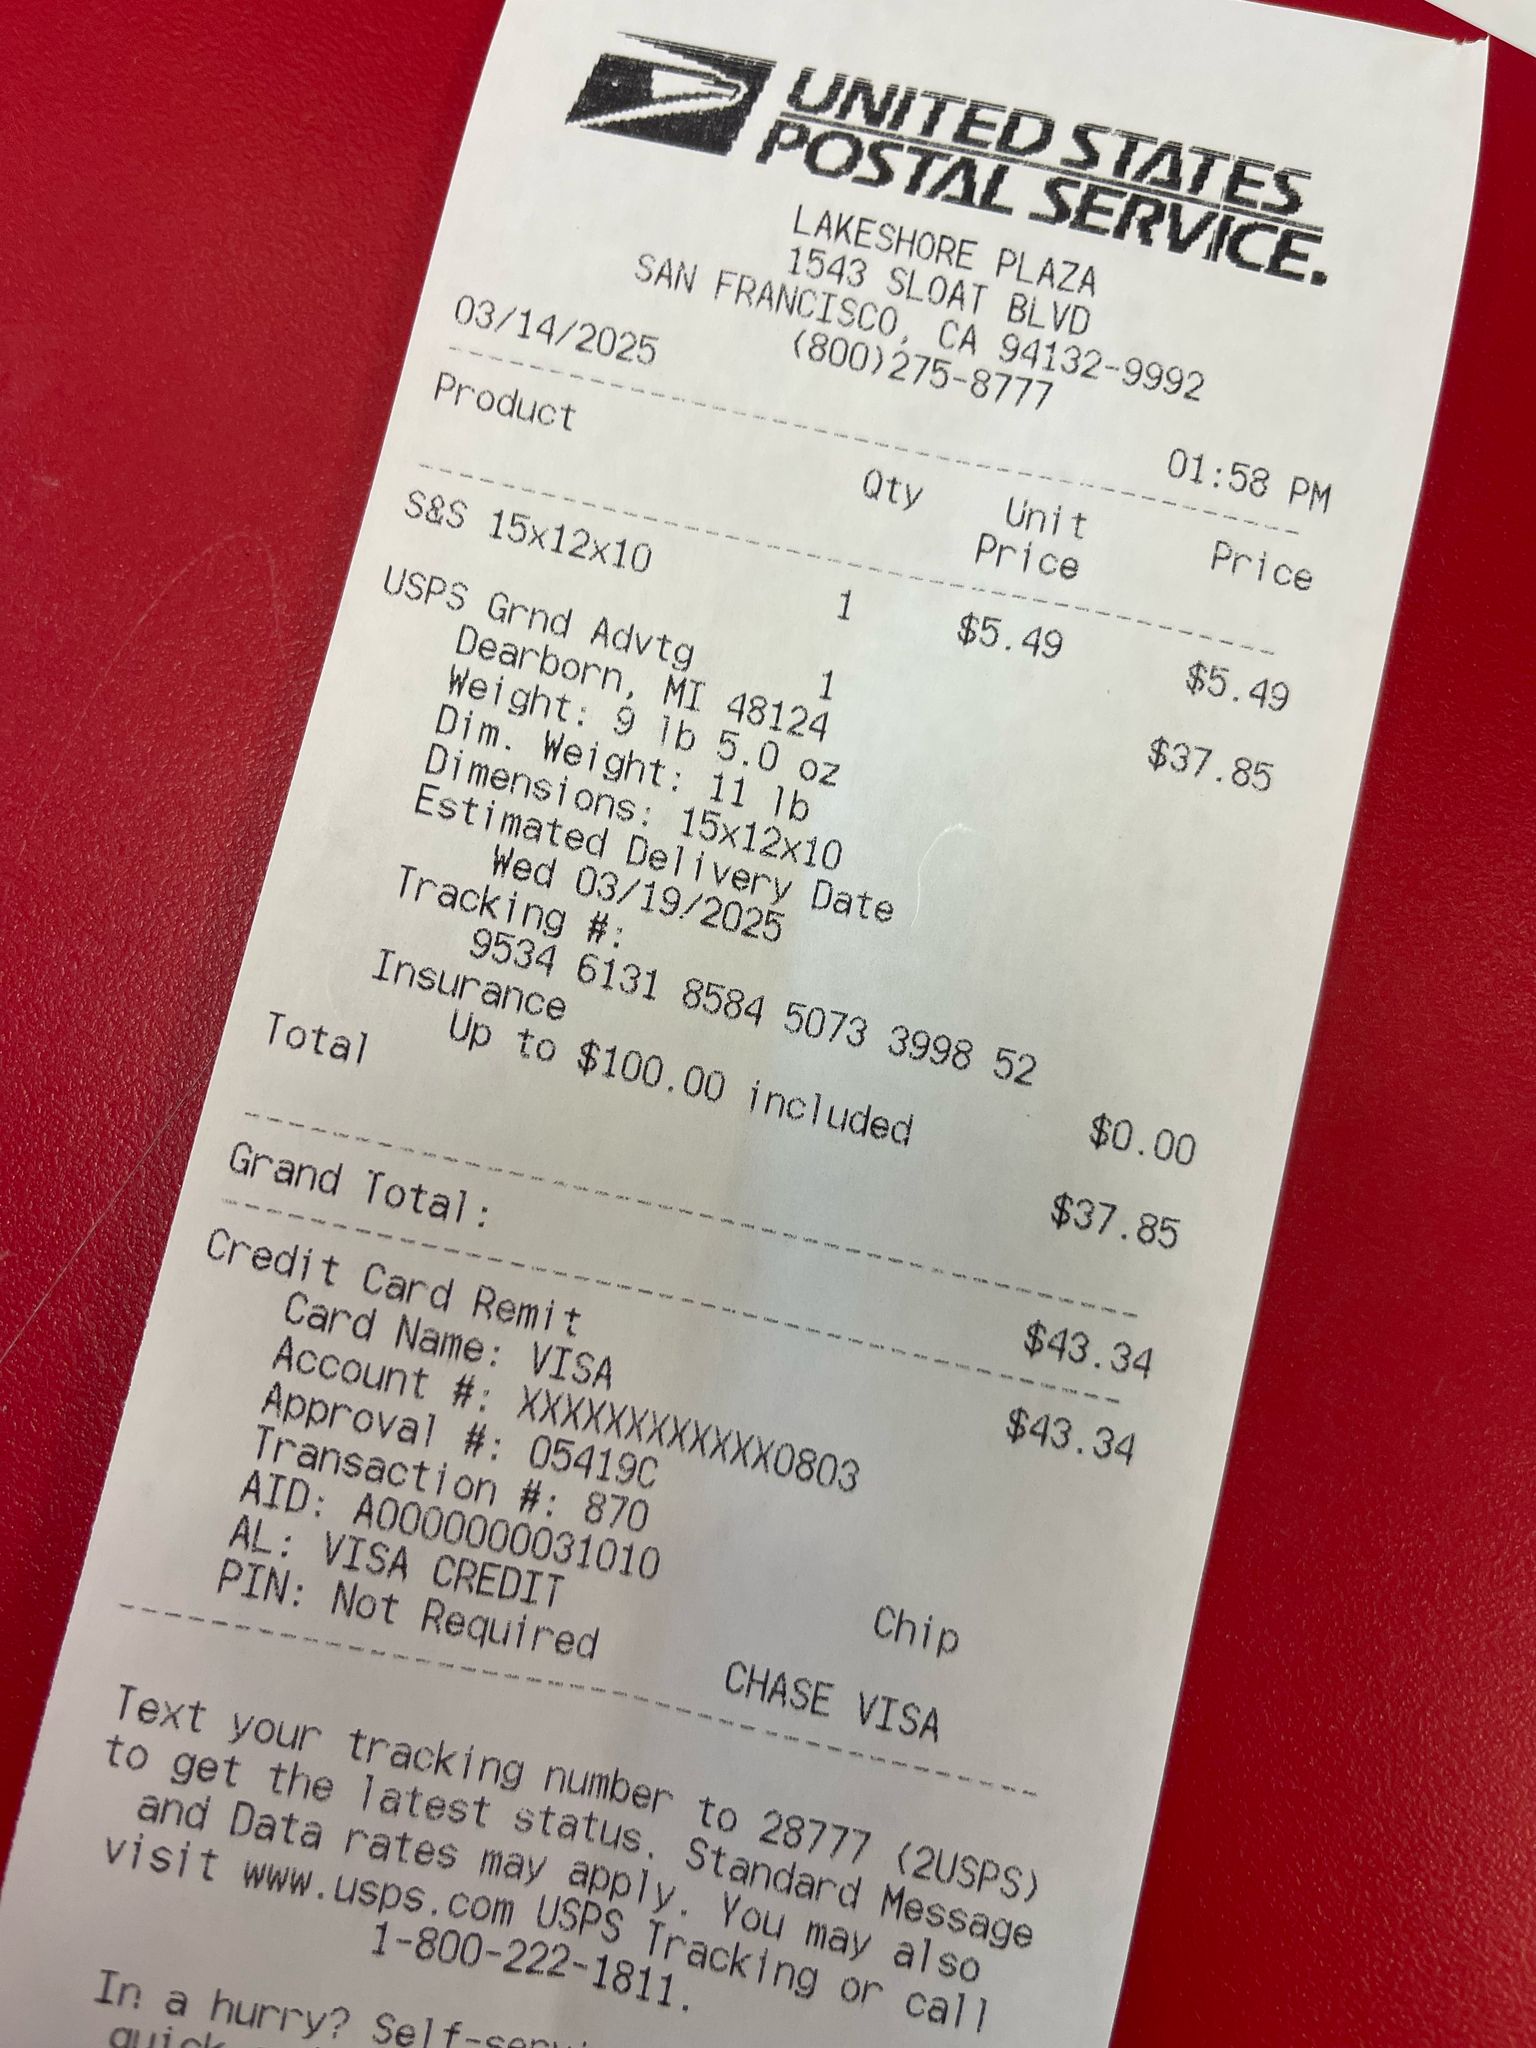 UNITED STATES
POSTAL SERVICE.
LAKESHORE PLAZA
1543 SLOAT BLVD
SAN FRANCISCO, CA 94132-9992
(800)275-8777
03/14/2025 01:58 PM
Product Qty Unit Price
Price
S&S 15x12x10 1 $5.49 $5.49
USPS Grnd Advtg 1 $37.85
Dearborn, MI 48124
Weight: 9 lb 5.0 oz
Dim. Weight: 11 lb
Dimensions: 15x12x10
Estimated Delivery Date
Wed 03/19/2025
Tracking #:
9534 6131 8584 5073 3998 52
Insurance $0.00
Up to $100.00 included
Total $37.85
Grand Total: $43.34
Credit Card Remit $43.34
Card Name: VISA
Account #: XXXXXXXXXXXX0803
Approval #: 05419C
Transaction #: 870
AID: A0000000031010 Chip
AL: VISA CREDIT
PIN: Not Required CHASE VISA
Text your tracking number to 28777 (2USPS)
to get the latest status. Standard Message
and Data rates may apply. You may also
visit www.usps.com USPS Tracking or call
1-800-222-1811.
In a hurry? Self-servi
quick